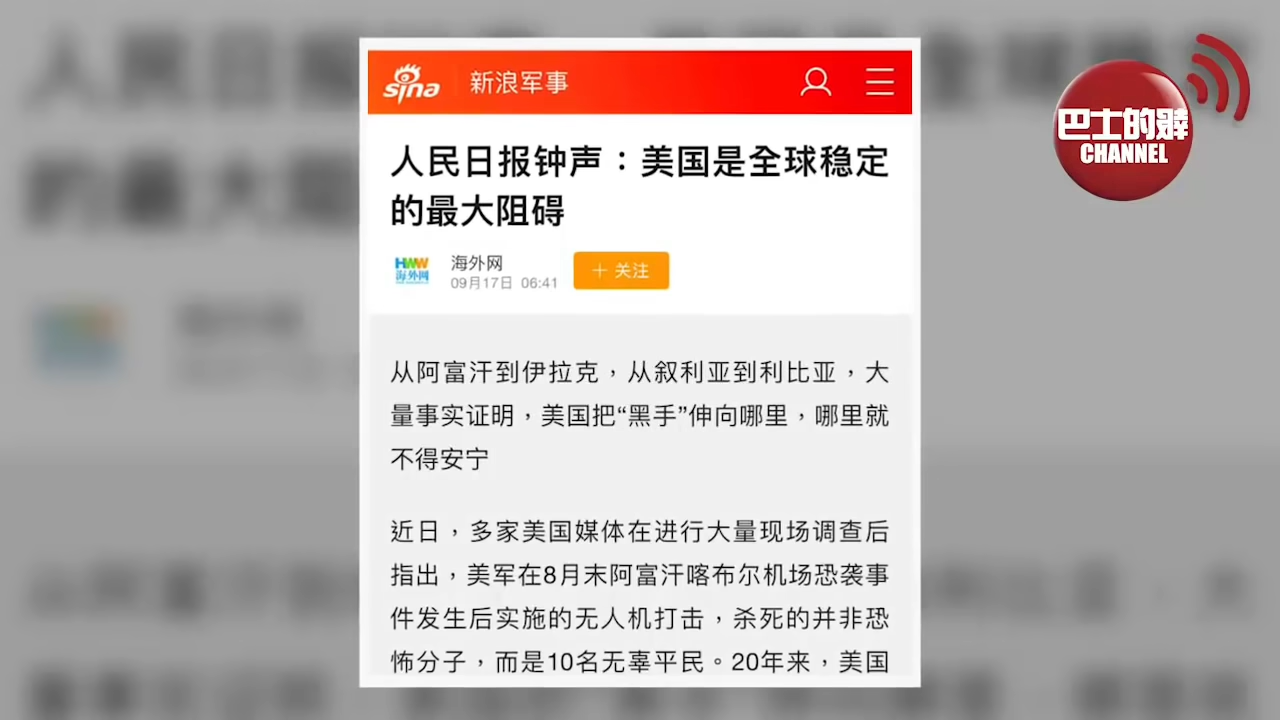 sina
新浪军事
巴士的報
CHANNEL
人民日报钟声：美国是全球稳定
的最大阻碍
HWW
海外网
海外网
09月17日 06:41
＋ 关注
从阿富汗到伊拉克，从叙利亚到利比亚，大
量事实证明，美国把“黑手”伸向哪里，哪里就
不得安宁
近日，多家美国媒体在进行大量现场调查后
指出，美军在8月末阿富汗喀布尔机场恐袭事
件发生后实施的无人机打击，杀死的并非恐
怖分子，而是10名无辜平民。20年来，美国